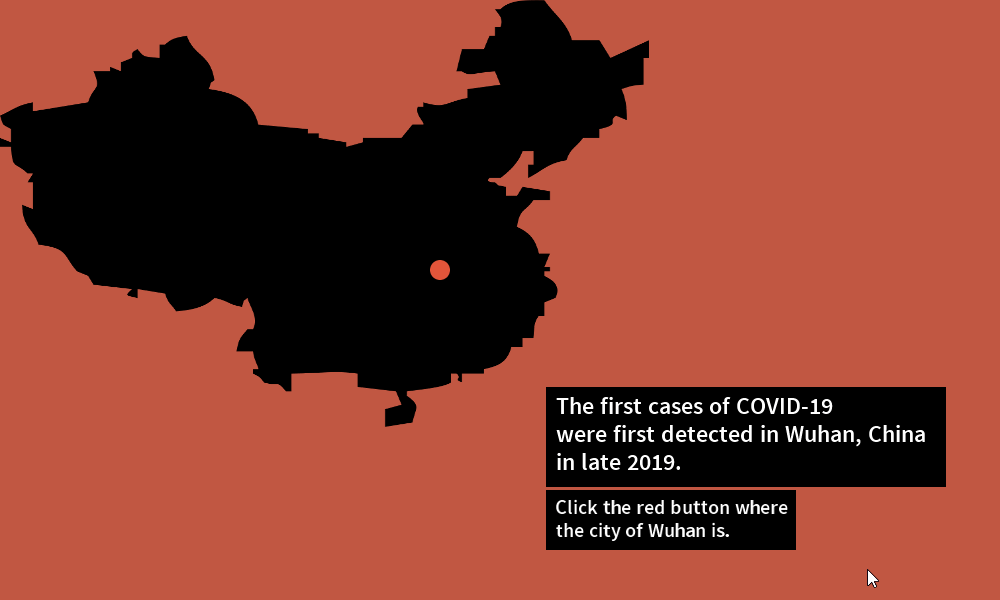 The first cases of COVID-19
were first detected in Wuhan, China
in late 2019.
Click the red button where
the city of Wuhan is.